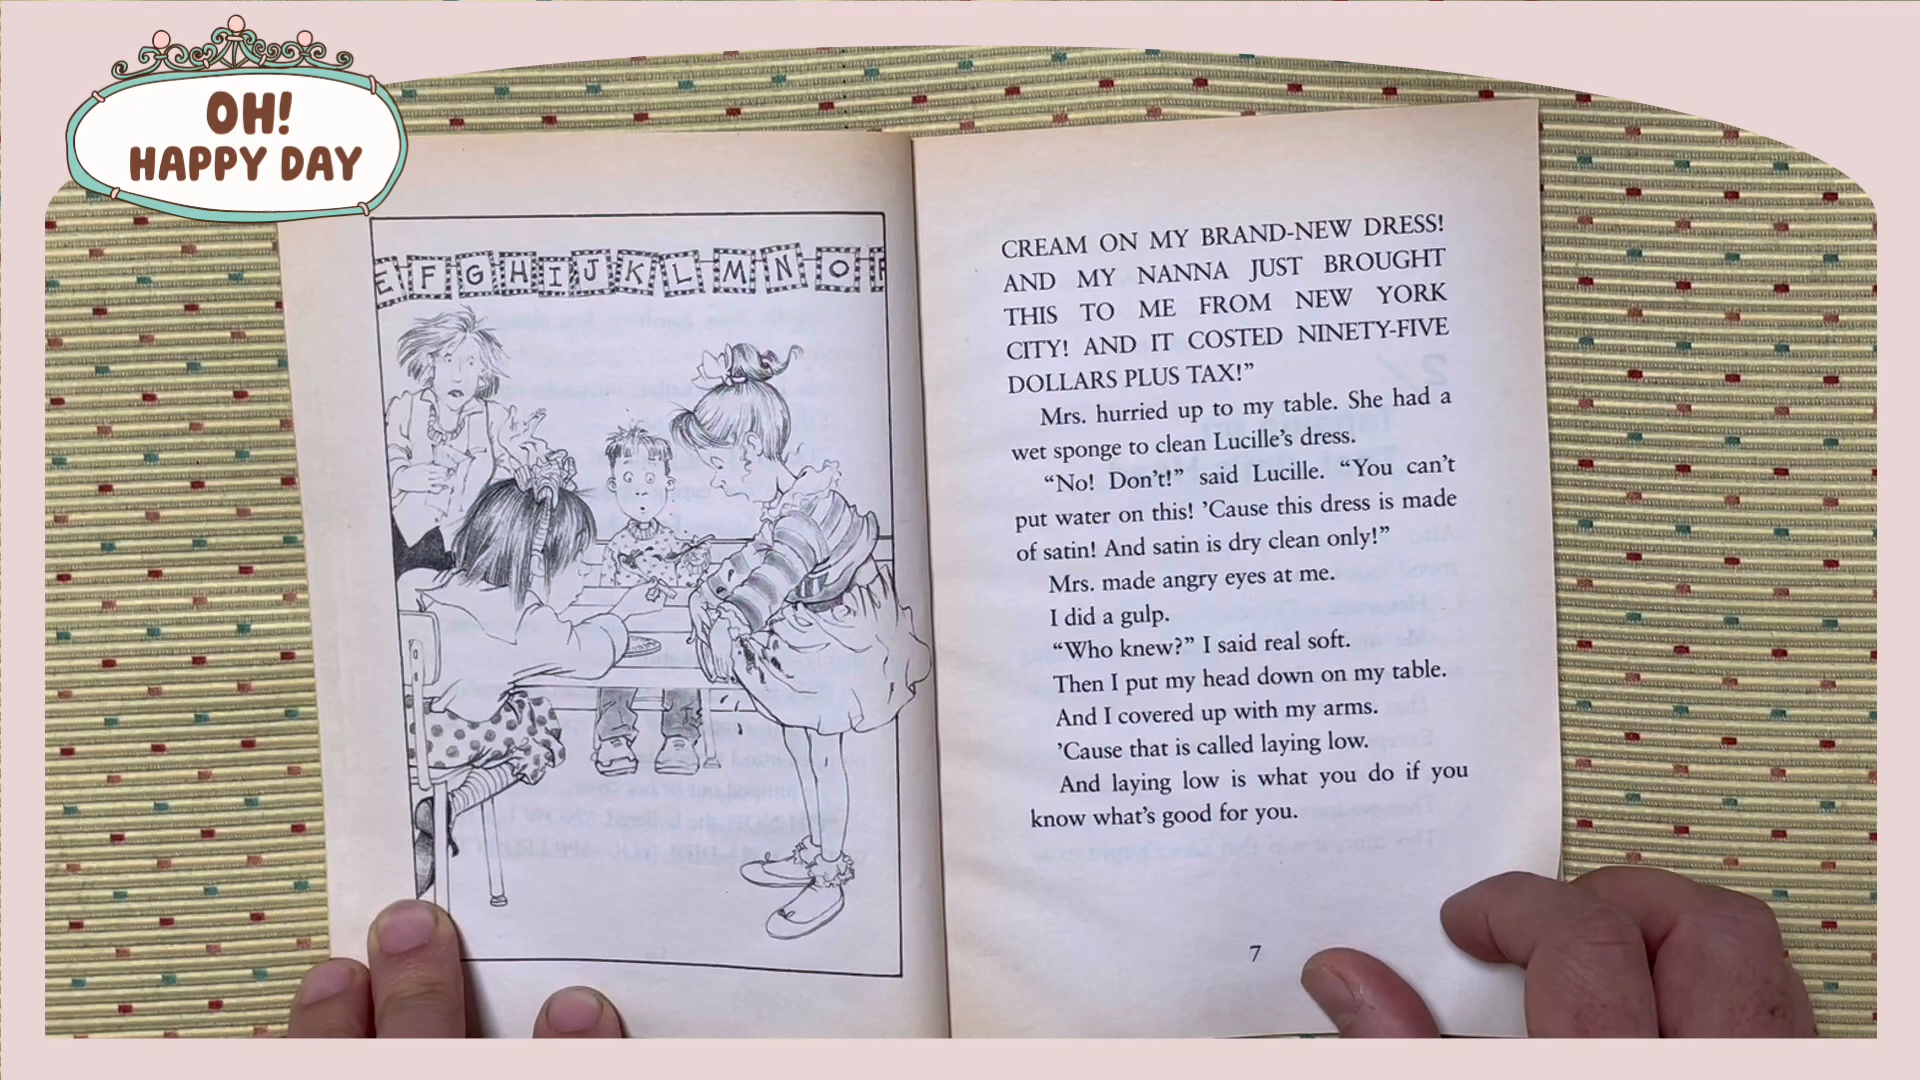 OH!
HAPPY DAY
E F G H I J K L M N O
CREAM ON MY BRAND-NEW DRESS!
AND MY NANNA JUST BROUGHT
THIS TO ME FROM NEW YORK
CITY! AND IT COSTED NINETY-FIVE
DOLLARS PLUS TAX!”
Mrs. hurried up to my table. She had a
wet sponge to clean Lucille’s dress.
“No! Don’t!” said Lucille. “You can’t
put water on this! ’Cause this dress is made
of satin! And satin is dry clean only!”
Mrs. made angry eyes at me.
I did a gulp.
“Who knew?” I said real soft.
Then I put my head down on my table.
And I covered up with my arms.
’Cause that is called laying low.
And laying low is what you do if you
know what’s good for you.
7